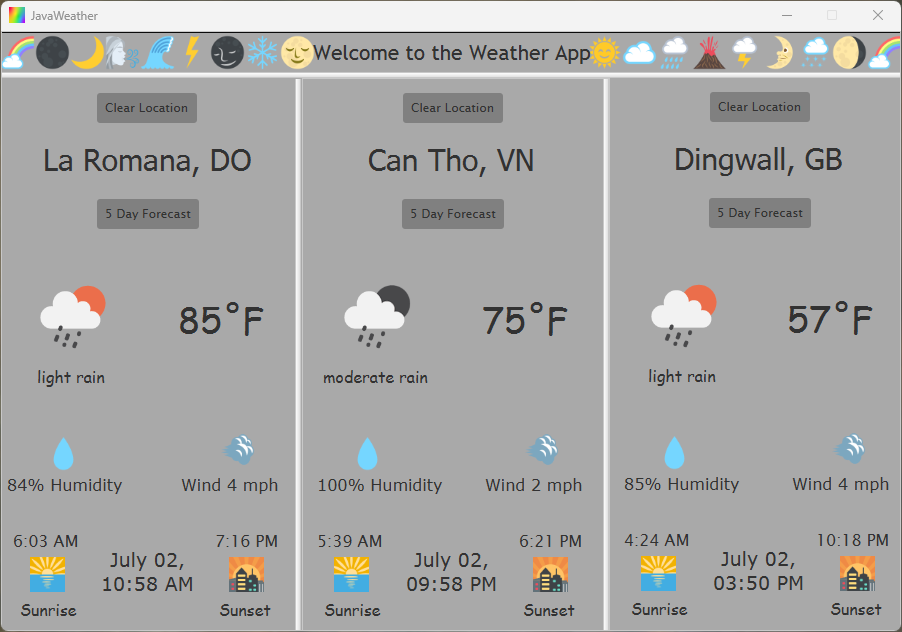 JavaWeather
Welcome to the Weather App
Clear Location
La Romana, DO
5 Day Forecast
85°F
light rain
84% Humidity
Wind 4 mph
6:03 AM
7:16 PM
July 02,
10:58 AM
Sunrise
Sunset
Clear Location
Can Tho, VN
5 Day Forecast
75°F
moderate rain
100% Humidity
Wind 2 mph
5:39 AM
6:21 PM
July 02,
09:58 PM
Sunrise
Sunset
Clear Location
Dingwall, GB
5 Day Forecast
57°F
light rain
85% Humidity
Wind 4 mph
4:24 AM
10:18 PM
July 02,
03:50 PM
Sunrise
Sunset